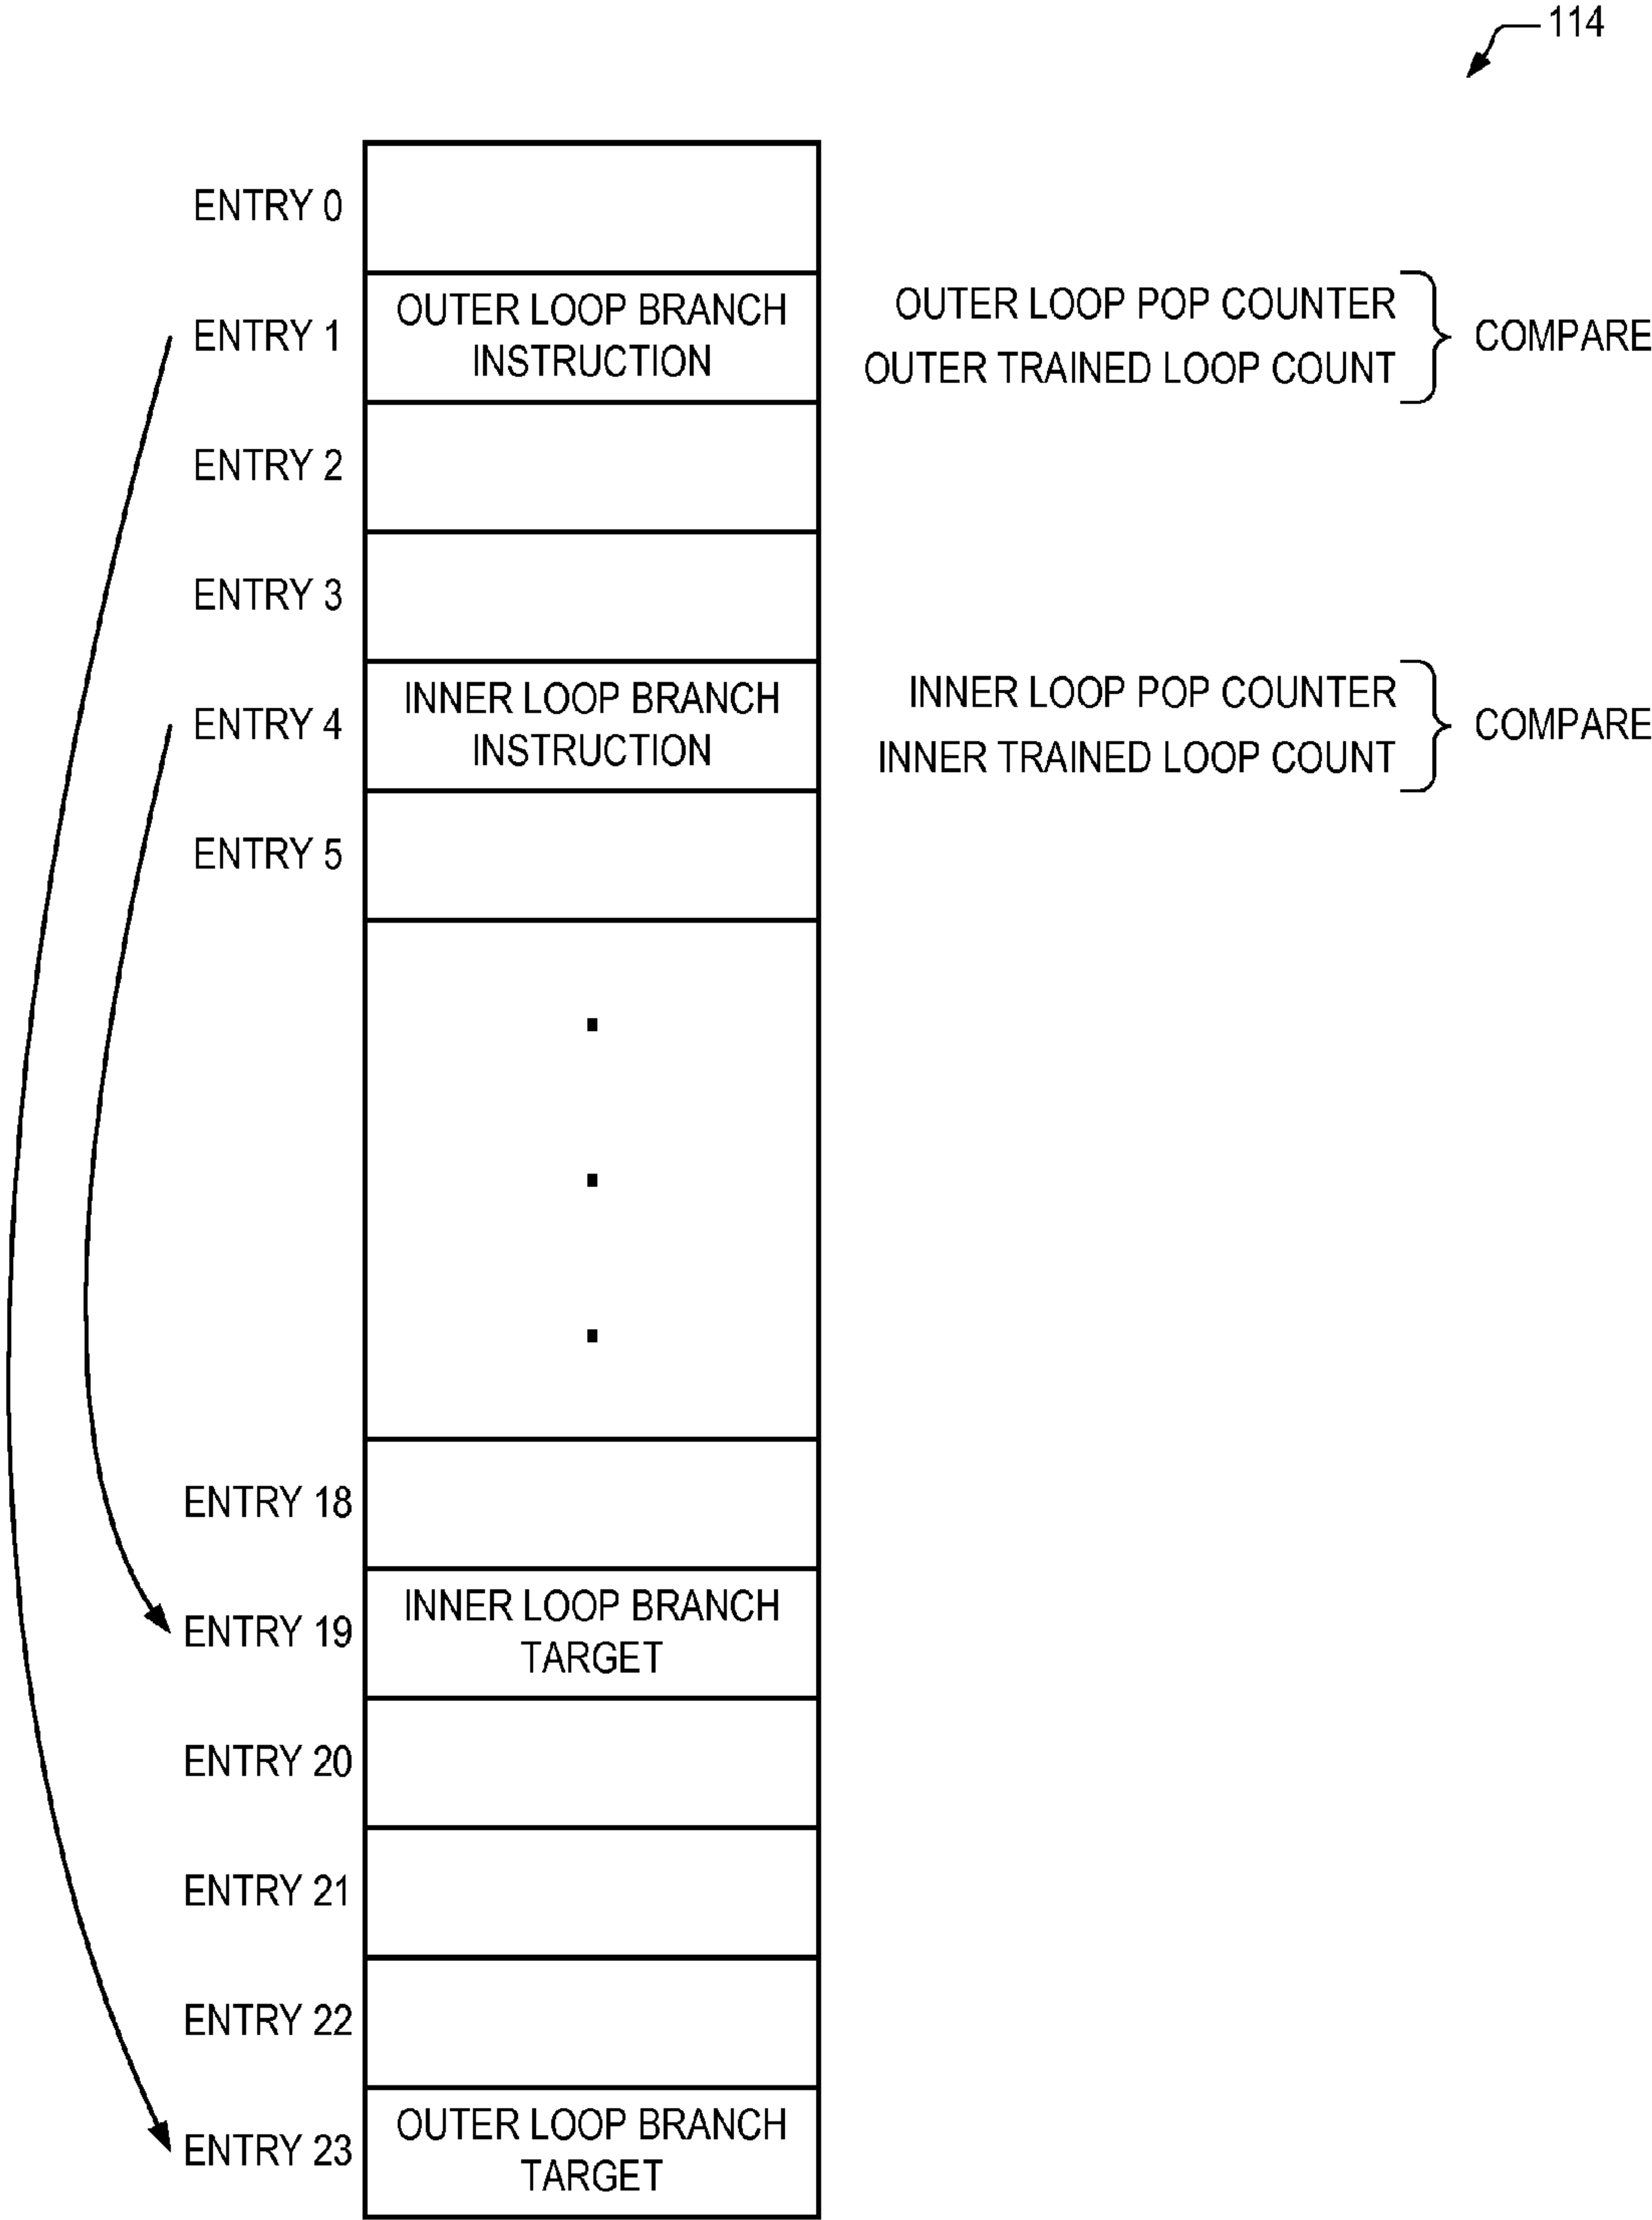 114
ENTRY 0
ENTRY 1
OUTER LOOP BRANCH
INSTRUCTION
OUTER LOOP POP COUNTER
OUTER TRAINED LOOP COUNT
COMPARE
ENTRY 2
ENTRY 3
ENTRY 4
INNER LOOP BRANCH
INSTRUCTION
INNER LOOP POP COUNTER
INNER TRAINED LOOP COUNT
COMPARE
ENTRY 5
ENTRY 18
ENTRY 19
INNER LOOP BRANCH
TARGET
ENTRY 20
ENTRY 21
ENTRY 22
ENTRY 23
OUTER LOOP BRANCH
TARGET